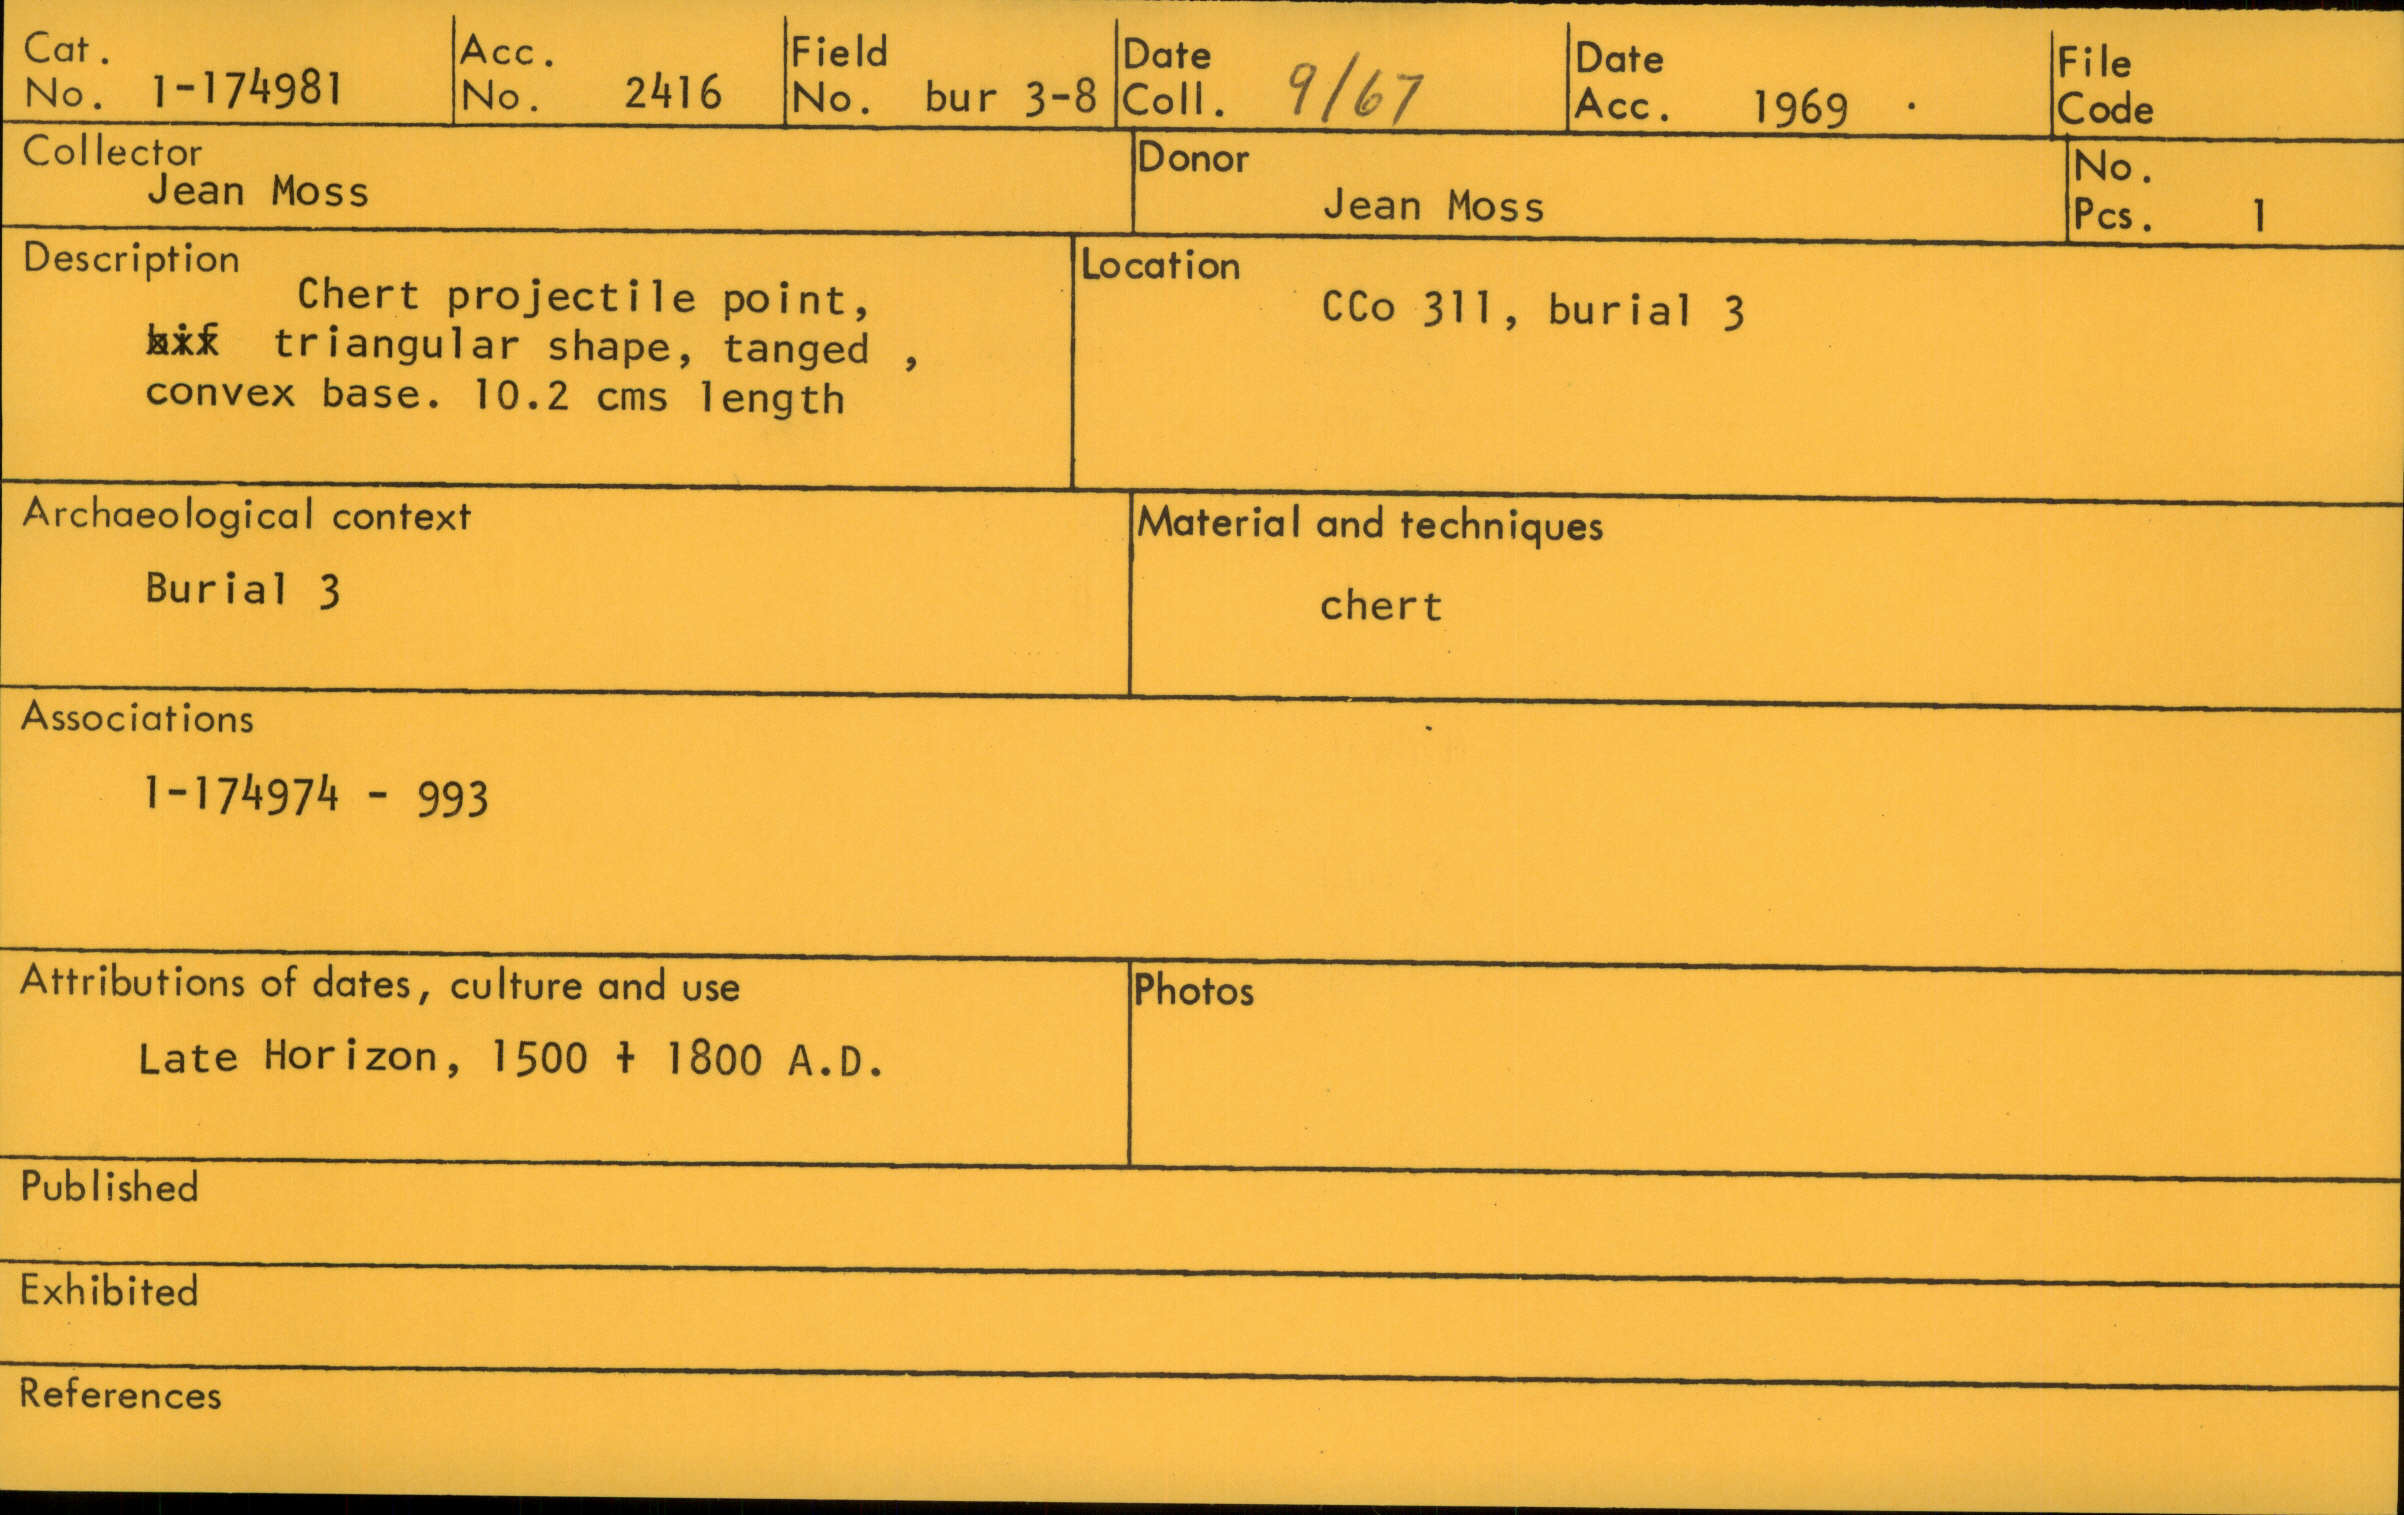 Cat. No. 1-174981
Acc. No. 2416
Field No. bur 3-8
Date Coll. 9/67
Date Acc. 1969
File Code
Collector
Jean Moss
Donor
Jean Moss
No. Pcs. 1
Description
Chert projectile point,
triangular shape, tanged ,
convex base. 10.2 cms length
Location
CCo 311, burial 3
Archaeological context
Burial 3
Material and techniques
chert
Associations
1-174974 - 993
Attributions of dates, culture and use
Late Horizon, 1500 + 1800 A.D.
Photos
Published
Exhibited
References